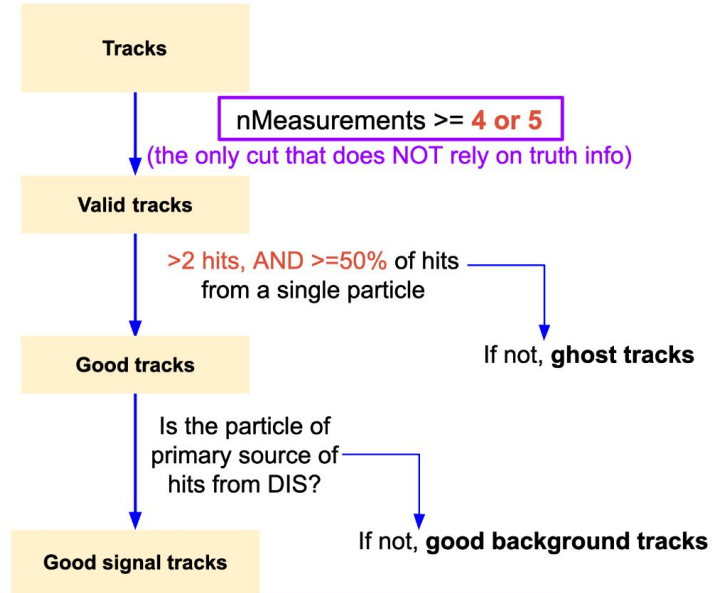 Tracks
nMeasurements >= 4 or 5
(the only cut that does NOT rely on truth info)
Valid tracks
>2 hits, AND >=50% of hits
from a single particle
If not, ghost tracks
Good tracks
Is the particle of
primary source of
hits from DIS?
If not, good background tracks
Good signal tracks